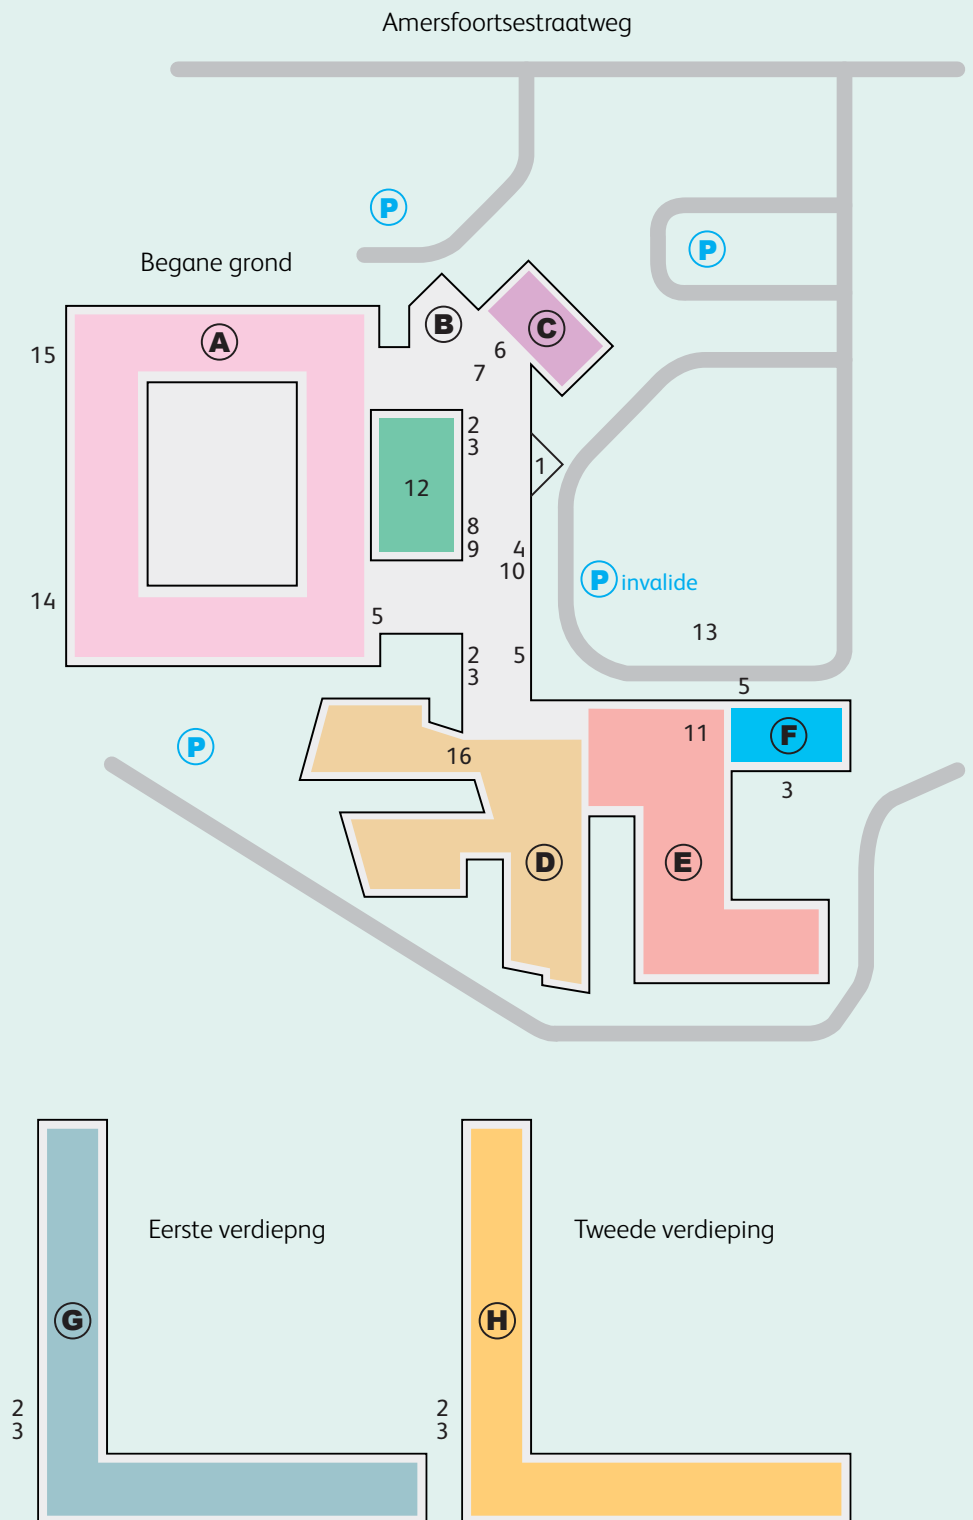 Amersfoortsestraatweg
P
P
Begane grond
B
C
A
15
6
7
2
3
1
12
8
9
4
10
P invalide
14
5
13
2
3
5
5
11
F
P
16
3
D
E
Eerste verdiepng
Tweede verdieping
G
H
2
3
2
3